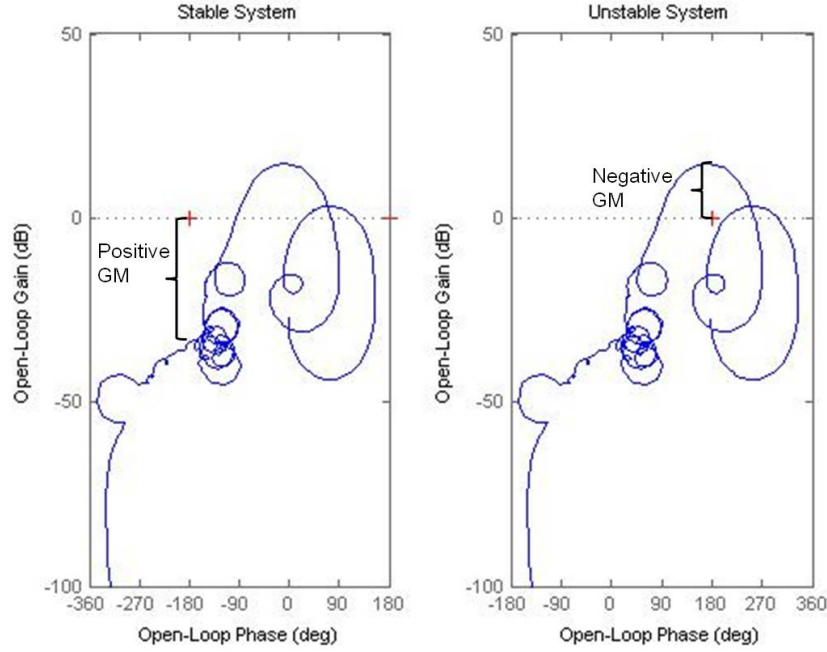 Stable System
50
0
-50
-100
-360 -270 -180 -90 0 90 180
Open-Loop Gain (dB)
Open-Loop Phase (deg)
Positive
GM
Unstable System
50
0
-50
-100
-180 -90 0 90 180 270 360
Open-Loop Gain (dB)
Open-Loop Phase (deg)
Negative
GM